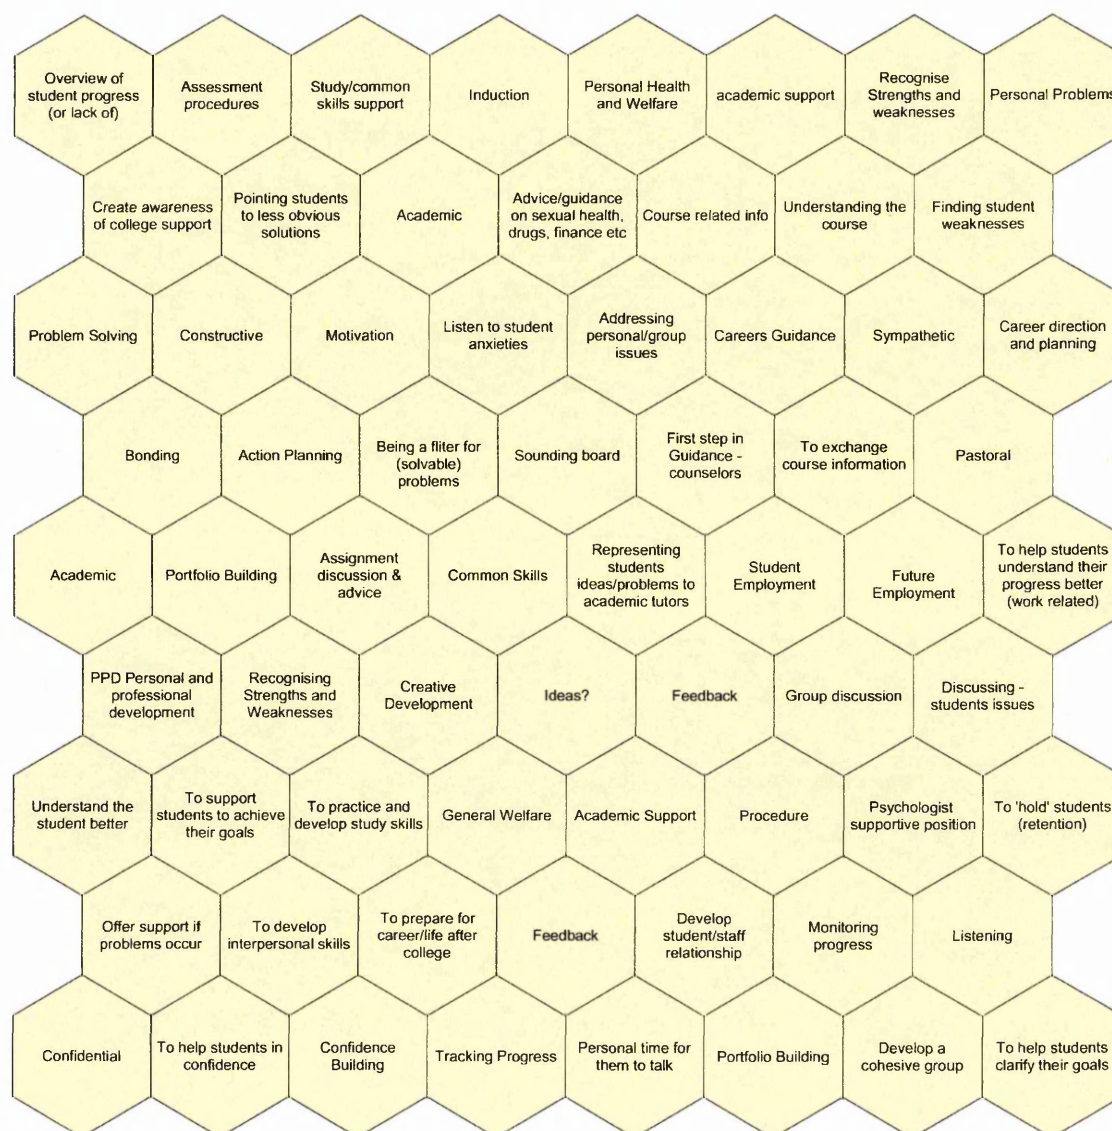 Overview of
student progress
(or lack of)
Assessment
procedures
Study/common
skills support
Induction
Personal Health
and Welfare
academic support
Recognise
Strengths and
weaknesses
Personal Problems
Create awareness
of college support
Pointing students
to less obvious
solutions
Academic
Advice/guidance
on sexual health,
drugs, finance etc
Course related info
Understanding the
course
Finding student
weaknesses
Problem Solving
Constructive
Motivation
Listen to student
anxieties
Addressing
personal/group
issues
Careers Guidance
Sympathetic
Career direction
and planning
Bonding
Action Planning
Being a fliter for
(solvable)
problems
Sounding board
First step in
Guidance -
counselors
To exchange
course information
Pastoral
Academic
Portfolio Building
Assignment
discussion &
advice
Common Skills
Representing
students
ideas/problems to
academic tutors
Student
Employment
Future
Employment
To help students
understand their
progress better
(work related)
PPD Personal and
professional
development
Recognising
Strengths and
Weaknesses
Creative
Development
Ideas?
Feedback
Group discussion
Discussing -
students issues
Understand the
student better
To support
students to achieve
their goals
To practice and
develop study skills
General Welfare
Academic Support
Procedure
Psychologist
supportive position
To 'hold' students
(retention)
Offer support if
problems occur
To develop
interpersonal skills
To prepare for
career/life after
college
Feedback
Develop
student/staff
relationship
Monitoring
progress
Listening
Confidential
To help students in
confidence
Confidence
Building
Tracking Progress
Personal time for
them to talk
Portfolio Building
Develop a
cohesive group
To help students
clarify their goals